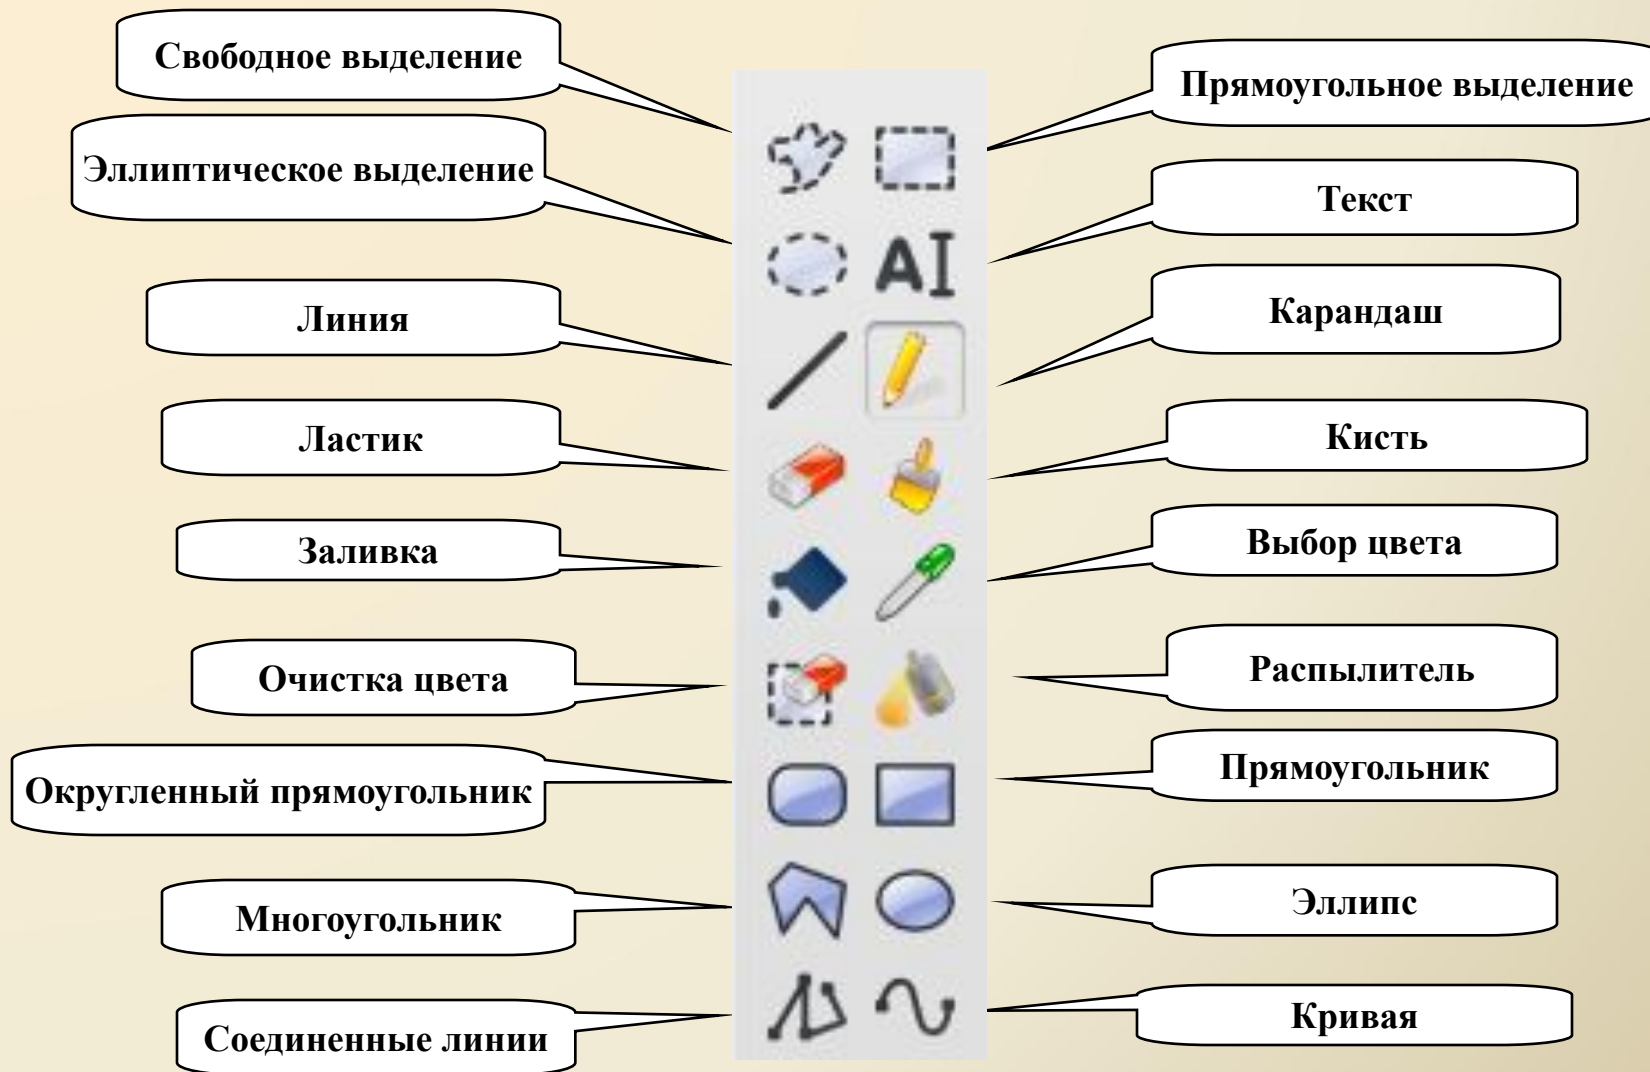 Свободное выделение
Прямоугольное выделение
Эллиптическое выделение
Текст
Линия
Карандаш
Ластик
Кисть
Заливка
Выбор цвета
Очистка цвета
Распылитель
Округленный прямоугольник
Прямоугольник
Многоугольник
Эллипс
Соединенные линии
Кривая